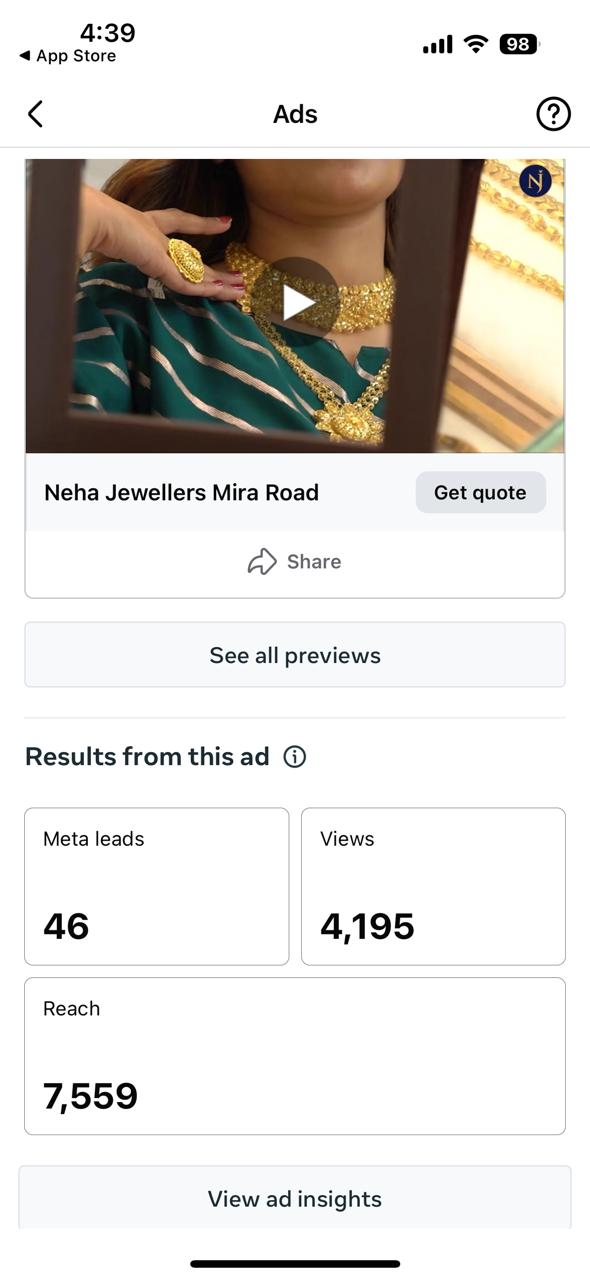 4:39
98
◀ App Store
Ads
NJ
Neha Jewellers Mira Road
Get quote
Share
See all previews
Results from this ad
Meta leads
Views
46
4,195
Reach
7,559
View ad insights